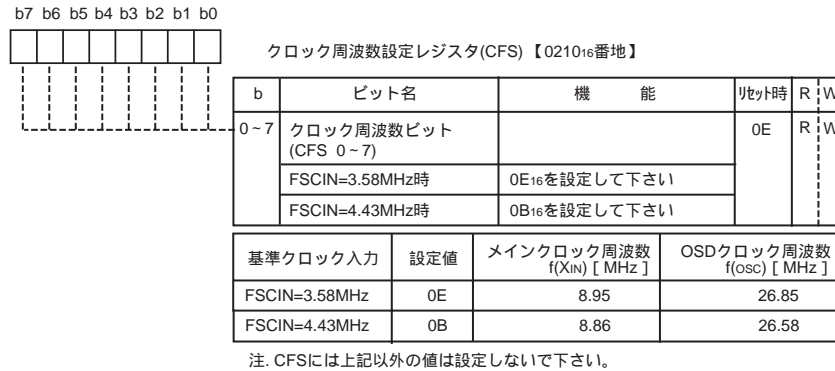 b7 b6 b5 b4 b3 b2 b1 b0
クロック周波数設定レジスタ(CFS) 【021016番地】
b ビット名 機 能 リセット時 R W
0～7 クロック周波数ビット 0E R W
(CFS 0～7)
FSCIN=3.58MHz時 0E16を設定して下さい
FSCIN=4.43MHz時 0B16を設定して下さい
基準クロック入力 設定値 メインクロック周波数 OSDクロック周波数
f(XIN) [ MHz ] f(OSC) [ MHz ]
FSCIN=3.58MHz 0E 8.95 26.85
FSCIN=4.43MHz 0B 8.86 26.58
注. CFSには上記以外の値は設定しないで下さい。